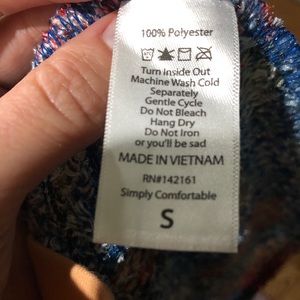 100% Polyester
Turn Inside Out
Machine Wash Cold
Separately
Gentle Cycle
Do Not Bleach
Hang Dry
Do Not Iron
or you'll be sad
MADE IN VIETNAM
RN#142161
Simply Comfortable
S